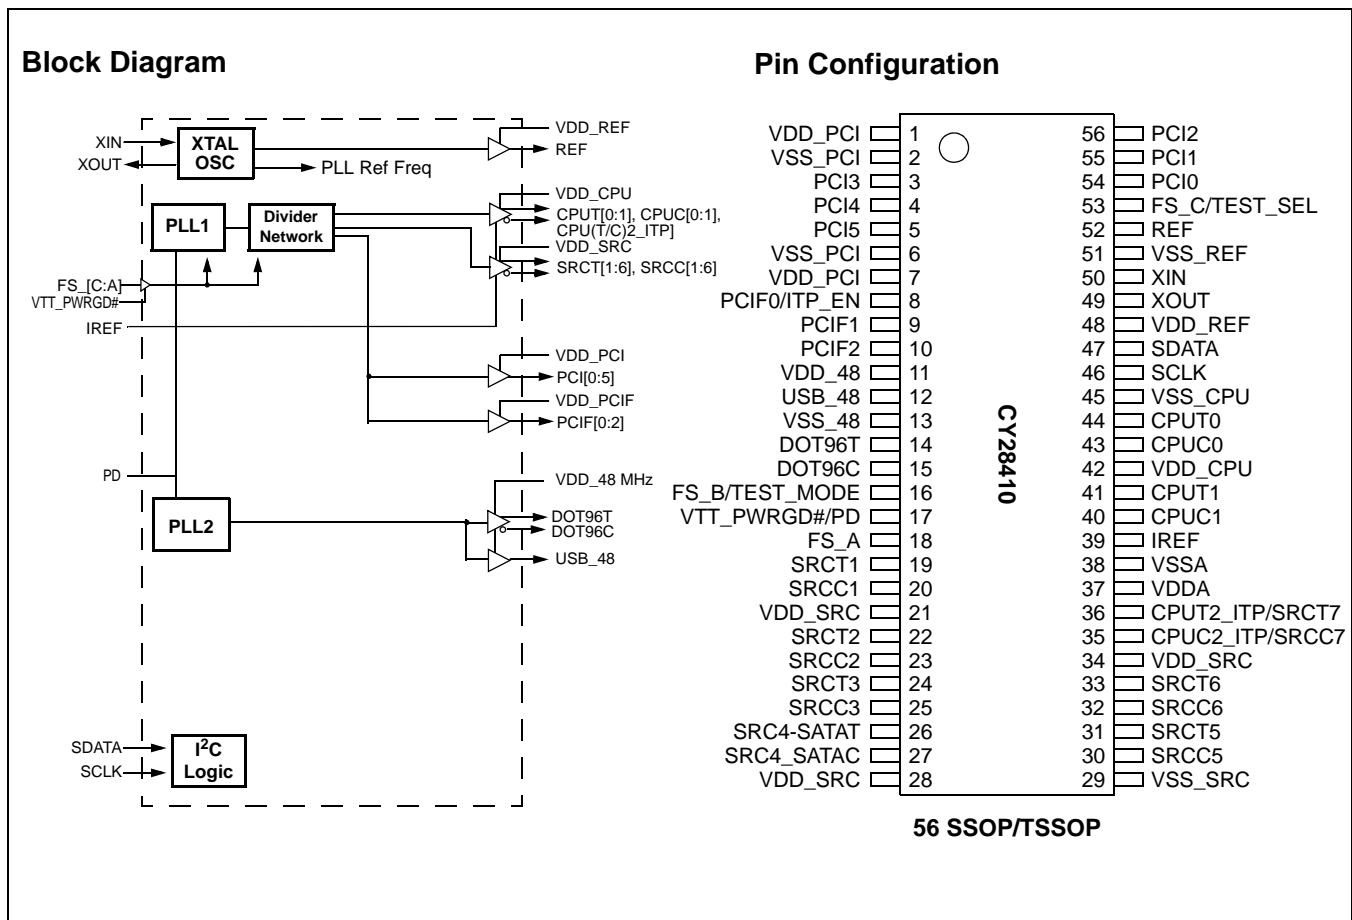 Block Diagram
XIN
XOUT
XTAL
OSC
VDD_REF
REF
PLL Ref Freq
PLL1
Divider
Network
VDD_CPU
CPUT[0:1], CPUC[0:1],
CPU(T/C)2_ITP]
VDD_SRC
SRCT[1:6], SRCC[1:6]
FS_[C:A]
VTT_PWRGD#
IREF
VDD_PCI
PCI[0:5]
VDD_PCIF
PCIF[0:2]
PD
PLL2
VDD_48 MHz
DOT96T
DOT96C
USB_48
SDATA
SCLK
I2C
Logic
Pin Configuration
VDD_PCI 1
VSS_PCI 2
PCI3 3
PCI4 4
PCI5 5
VSS_PCI 6
VDD_PCI 7
PCIF0/ITP_EN 8
PCIF1 9
PCIF2 10
VDD_48 11
USB_48 12
VSS_48 13
DOT96T 14
DOT96C 15
FS_B/TEST_MODE 16
VTT_PWRGD#/PD 17
FS_A 18
SRCT1 19
SRCC1 20
VDD_SRC 21
SRCT2 22
SRCC2 23
SRCT3 24
SRCC3 25
SRC4-SATAT 26
SRC4_SATAC 27
VDD_SRC 28
CY28410
56 PCI2
55 PCI1
54 PCI0
53 FS_C/TEST_SEL
52 REF
51 VSS_REF
50 XIN
49 XOUT
48 VDD_REF
47 SDATA
46 SCLK
45 VSS_CPU
44 CPUT0
43 CPUC0
42 VDD_CPU
41 CPUT1
40 CPUC1
39 IREF
38 VSSA
37 VDDA
36 CPUT2_ITP/SRCT7
35 CPUC2_ITP/SRCC7
34 VDD_SRC
33 SRCT6
32 SRCC6
31 SRCT5
30 SRCC5
29 VSS_SRC
56 SSOP/TSSOP